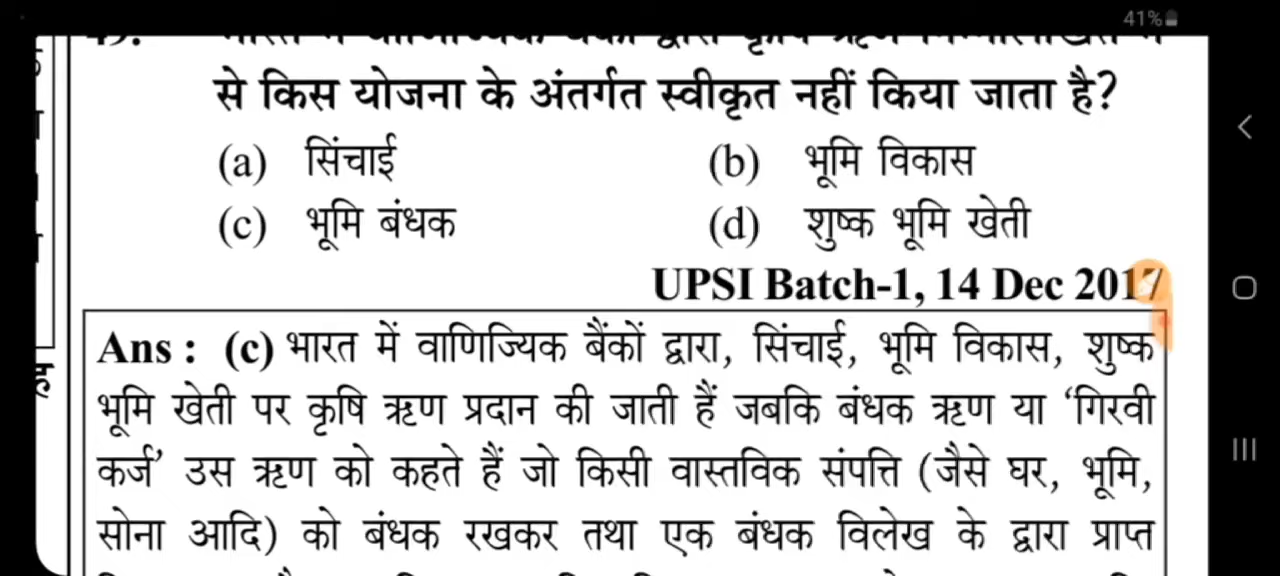 41%
से किस योजना के अंतर्गत स्वीकृत नहीं किया जाता है?
(a) सिंचाई (b) भूमि विकास
(c) भूमि बंधक (d) शुष्क भूमि खेती
UPSI Batch-1, 14 Dec 2017
Ans : (c) भारत में वाणिज्यिक बैंकों द्वारा, सिंचाई, भूमि विकास, शुष्क
भूमि खेती पर कृषि ऋण प्रदान की जाती हैं जबकि बंधक ऋण या ‘गिरवी
कर्ज’ उस ऋण को कहते हैं जो किसी वास्तविक संपत्ति (जैसे घर, भूमि,
सोना आदि) को बंधक रखकर तथा एक बंधक विलेख के द्वारा प्राप्त